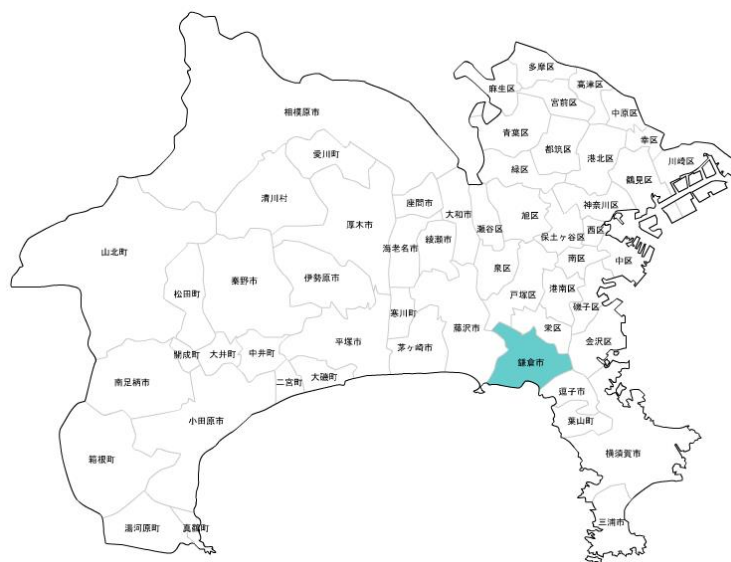 多摩区
高津区
麻生区
宮前区
中原区
相模原市
青葉区
幸区
都筑区
港北区
愛川町
川崎区
緑区
鶴見区
清川村
座間市
神奈川区
大和市
厚木市
旭区
瀬谷区
西区
保土ヶ谷区
綾瀬市
海老名市
山北町
南区
中区
泉区
伊勢原市
秦野市
港南区
松田町
戸塚区
磯子区
寒川町
藤沢市
栄区
金沢区
平塚市
茅ヶ崎市
開成町
大井町
中井町
鎌倉市
大磯町
二宮町
南足柄市
逗子市
葉山町
小田原市
横須賀市
箱根町
三浦市
湯河原町
真鶴町